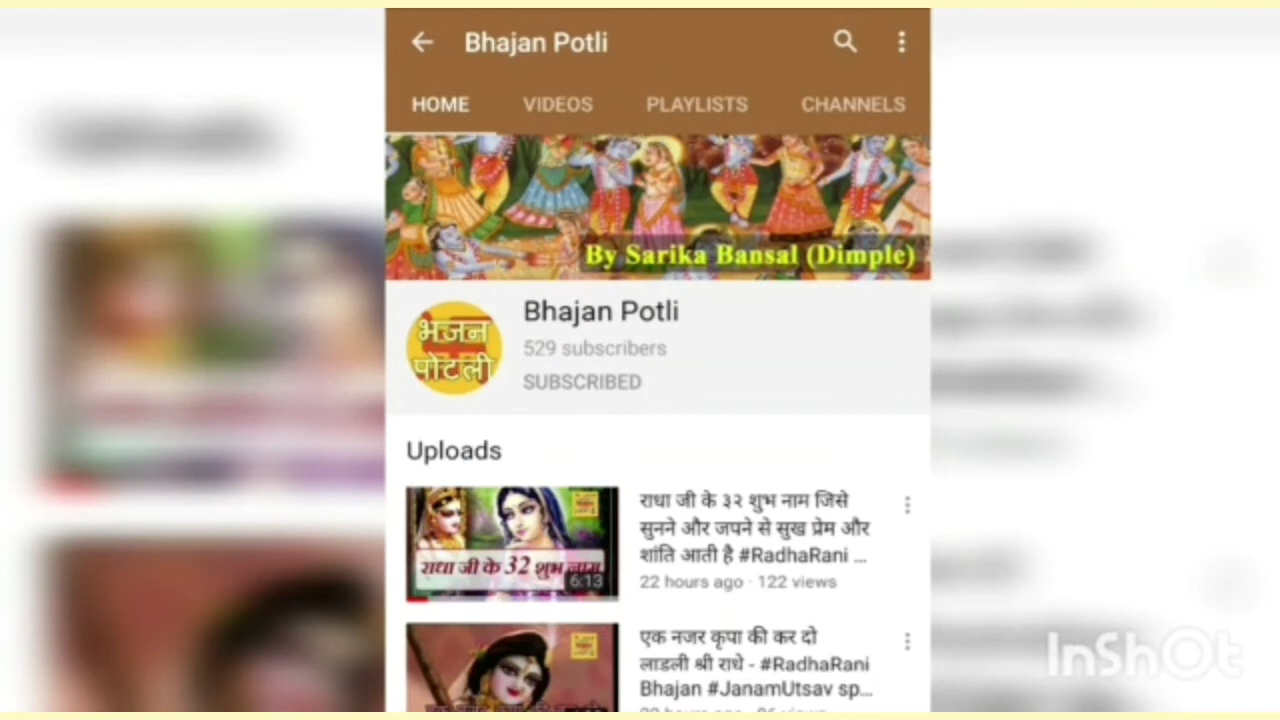 Bhajan Potli
HOME VIDEOS PLAYLISTS CHANNELS
By Sarika Bansal (Dimple)
भजन
पोटली
Bhajan Potli
529 subscribers
SUBSCRIBED
Uploads
राधा जी के 32 शुभ नाम
6:13
राधा जी के ३२ शुभ नाम जिसे
सुनने और जपने से सुख प्रेम और
शांति आती है #RadhaRani ...
22 hours ago · 122 views
एक नजर कृपा की कर दो
लाडली श्री राधे - #RadhaRani
Bhajan #JanamUtsav sp...
InShOt